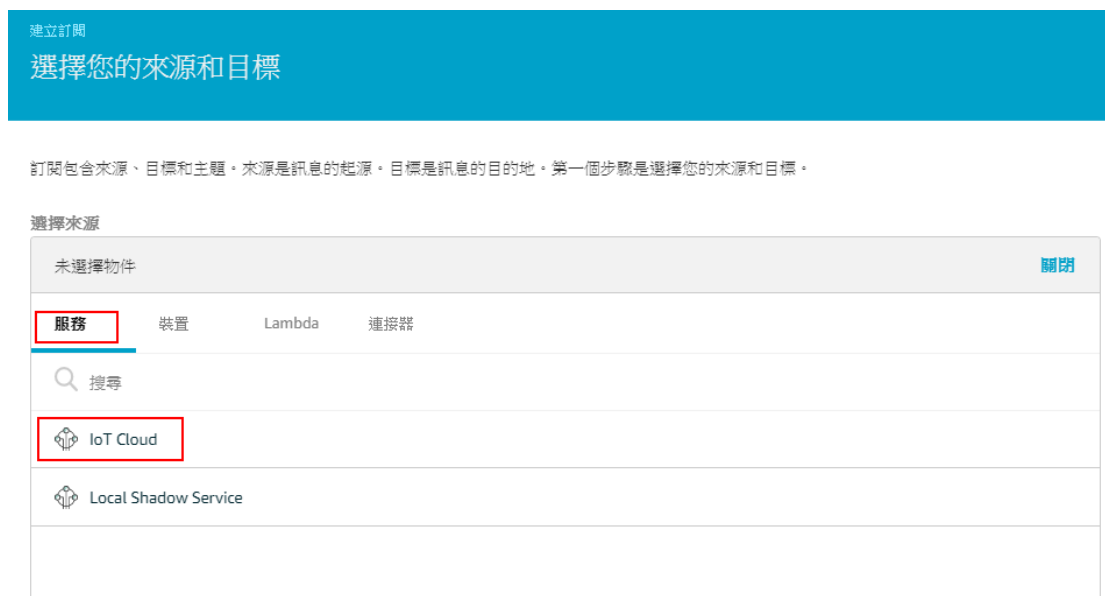 建立訂閱
選擇您的來源和目標
訂閱包含來源、目標和主題。來源是訊息的起源。目標是訊息的目的地。第一個步驟是選擇您的來源和目標。
選擇來源
未選擇物件 關閉
服務 裝置 Lambda 連接器
搜尋
IoT Cloud
Local Shadow Service